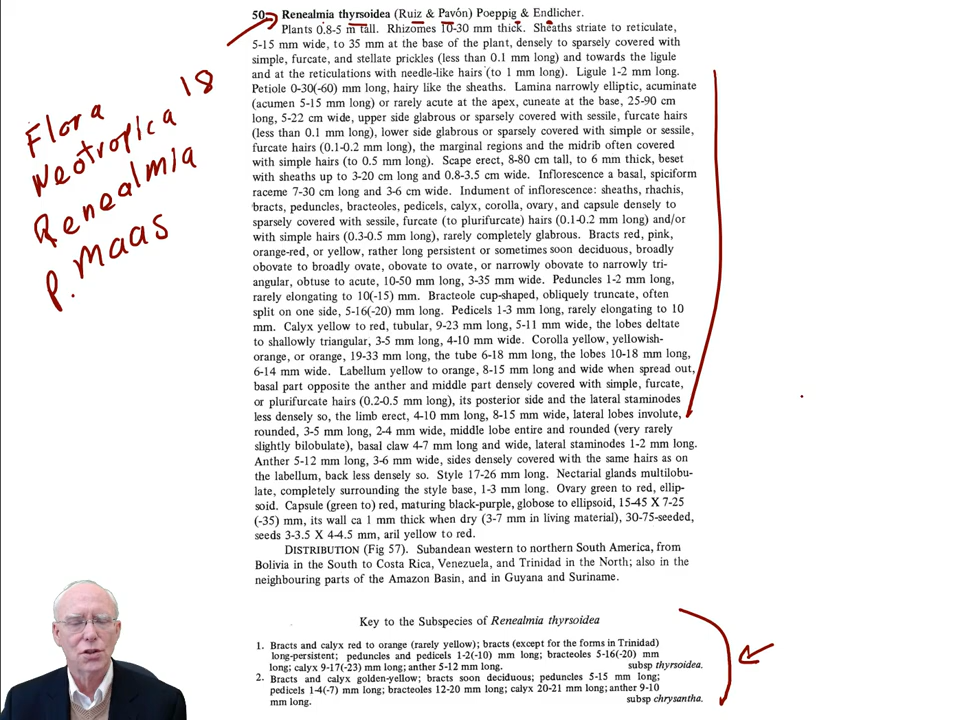 50. Renealmia thyrsoidea (Ruiz & Pavón) Poeppig & Endlicher.
Plants 0.8-5 m tall. Rhizomes 10-30 mm thick. Sheaths striate to reticulate,
5-15 mm wide, to 35 mm at the base of the plant, densely to sparsely covered with
simple, furcate, and stellate prickles (less than 0.1 mm long) and towards the ligule
and at the reticulations with needle-like hairs (to 1 mm long). Ligule 1-2 mm long.
Petiole 0-30(-60) mm long, hairy like the sheaths. Lamina narrowly elliptic, acuminate
(acumen 5-15 mm long) or rarely acute at the apex, cuneate at the base, 25-90 cm
long, 5-22 cm wide, upper side glabrous or sparsely covered with sessile, furcate hairs
(less than 0.1 mm long), lower side glabrous or sparsely covered with simple or sessile,
furcate hairs (0.1-0.2 mm long), the marginal regions and the midrib often covered
with simple hairs (to 0.5 mm long). Scape erect, 8-80 cm tall, to 6 mm thick, beset
with sheaths up to 3-20 cm long and 0.8-3.5 cm wide. Inflorescence a basal, spiciform
raceme 7-30 cm long and 3-6 cm wide. Indument of inflorescence: sheaths, rhachis,
bracts, peduncles, bracteoles, pedicels, calyx, corolla, ovary, and capsule densely to
sparsely covered with sessile, furcate (to plurifurcate) hairs (0.1-0.2 mm long) and/or
with simple hairs (0.3-0.5 mm long), rarely completely glabrous. Bracts red, pink,
orange-red, or yellow, rather long persistent or sometimes soon deciduous, broadly
obovate to broadly ovate, obovate to ovate, or narrowly obovate to narrowly tri-
angular, obtuse to acute, 10-50 mm long, 3-35 mm wide. Peduncles 1-2 mm long,
rarely elongating to 10(-15) mm. Bracteole cup-shaped, obliquely truncate, often
split on one side, 5-16(-20) mm long. Pedicels 1-3 mm long, rarely elongating to 10
mm. Calyx yellow to red, tubular, 9-23 mm long, 5-11 mm wide, the lobes deltate
to shallowly triangular, 3-5 mm long, 4-10 mm wide. Corolla yellow, yellowish-
orange, or orange, 19-33 mm long, the tube 6-18 mm long, the lobes 10-18 mm long,
6-14 mm wide. Labellum yellow to orange, 8-15 mm long and wide when spread out,
basal part opposite the anther and middle part densely covered with simple, furcate,
or plurifurcate hairs (0.2-0.5 mm long), its posterior side and the lateral staminodes
less densely so, the limb erect, 4-10 mm long, 8-15 mm wide, lateral lobes involute,
rounded, 3-5 mm long, 2-4 mm wide, middle lobe entire and rounded (very rarely
slightly bilobulate), basal claw 4-7 mm long and wide, lateral staminodes 1-2 mm long.
Anther 5-12 mm long, 3-6 mm wide, sides densely covered with the same hairs as on
the labellum, back less densely so. Style 17-26 mm long. Nectarial glands multilobu-
late, completely surrounding the style base, 1-3 mm long. Ovary green to red, ellip-
soid. Capsule (green to) red, maturing black-purple, globose to ellipsoid, 15-45 X 7-25
(-35) mm, its wall ca 1 mm thick when dry (3-7 mm in living material), 30-75-seeded,
seeds 3-3.5 X 4-4.5 mm, aril yellow to red.
DISTRIBUTION (Fig 57). Subandean western to northern South America, from
Bolivia in the South to Costa Rica, Venezuela, and Trinidad in the North; also in the
neighbouring parts of the Amazon Basin, and in Guyana and Suriname.
Key to the Subspecies of Renealmia thyrsoidea
1. Bracts and calyx red to orange (rarely yellow); bracts (except for the forms in Trinidad)
long-persistent; peduncles and pedicels 1-2(-10) mm long; bracteoles 5-16(-20) mm
long; calyx 9-17(-23) mm long; anther 5-12 mm long. subsp thyrsoidea.
2. Bracts and calyx golden-yellow; bracts soon deciduous; peduncles 5-15 mm long;
pedicels 1-4(-7) mm long; bracteoles 12-20 mm long; calyx 20-21 mm long; anther 9-10
mm long. subsp chrysantha.
Flora
Neotropica 18
Renealmia
P. Maas